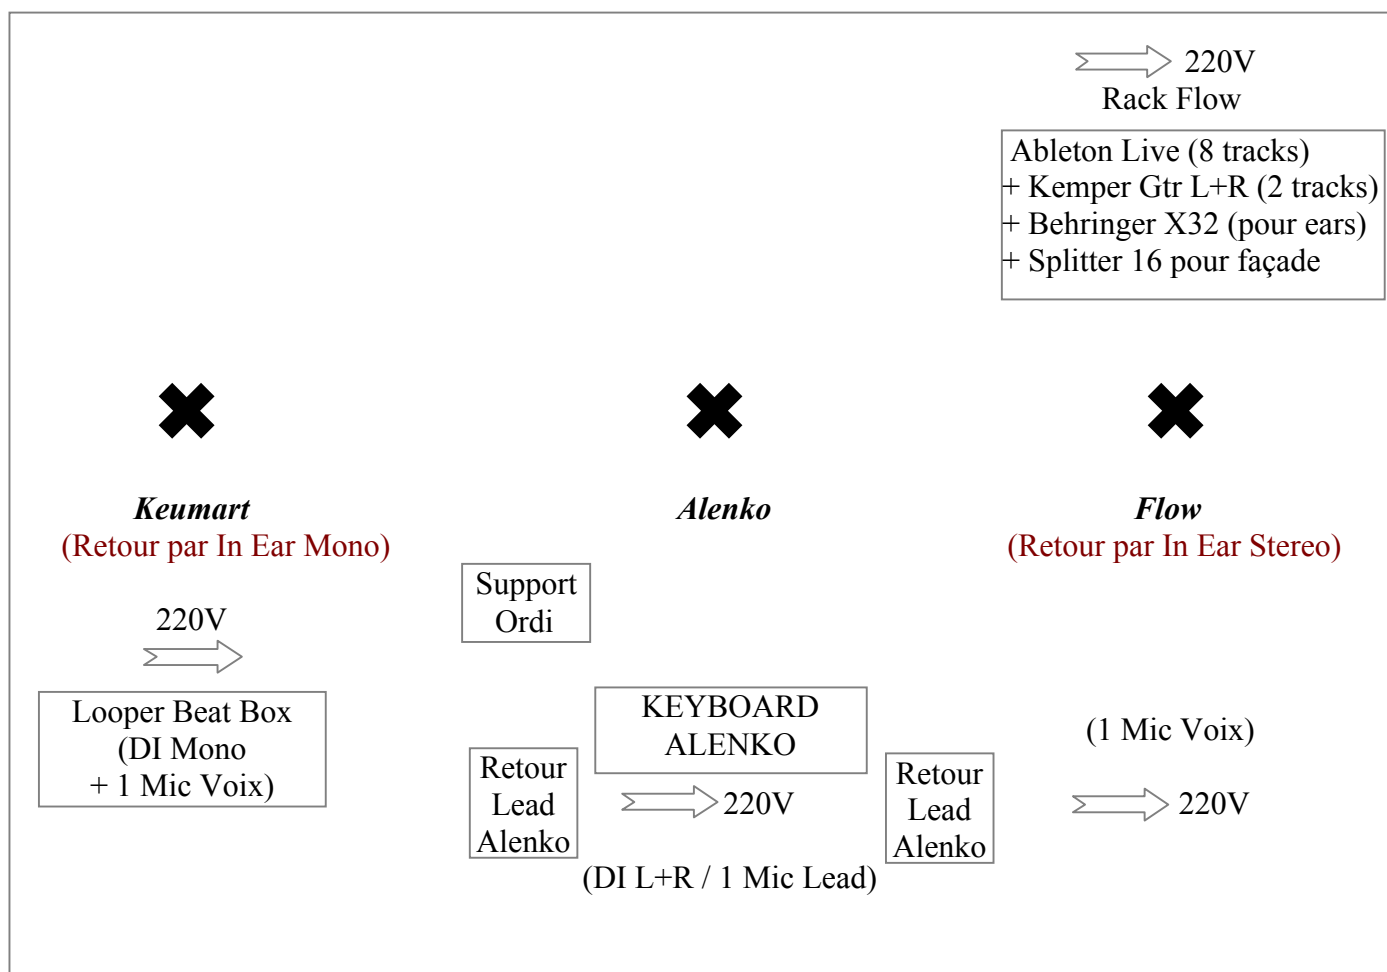 220V
Rack Flow
Ableton Live (8 tracks)
+ Kemper Gtr L+R (2 tracks)
+ Behringer X32 (pour ears)
+ Splitter 16 pour façade
Keumart
(Retour par In Ear Mono)
Alenko
Flow
(Retour par In Ear Stereo)
Support
Ordi
220V
Looper Beat Box
(DI Mono
+ 1 Mic Voix)
KEYBOARD
ALENKO
Retour
Lead
Alenko
220V
Retour
Lead
Alenko
(DI L+R / 1 Mic Lead)
(1 Mic Voix)
220V